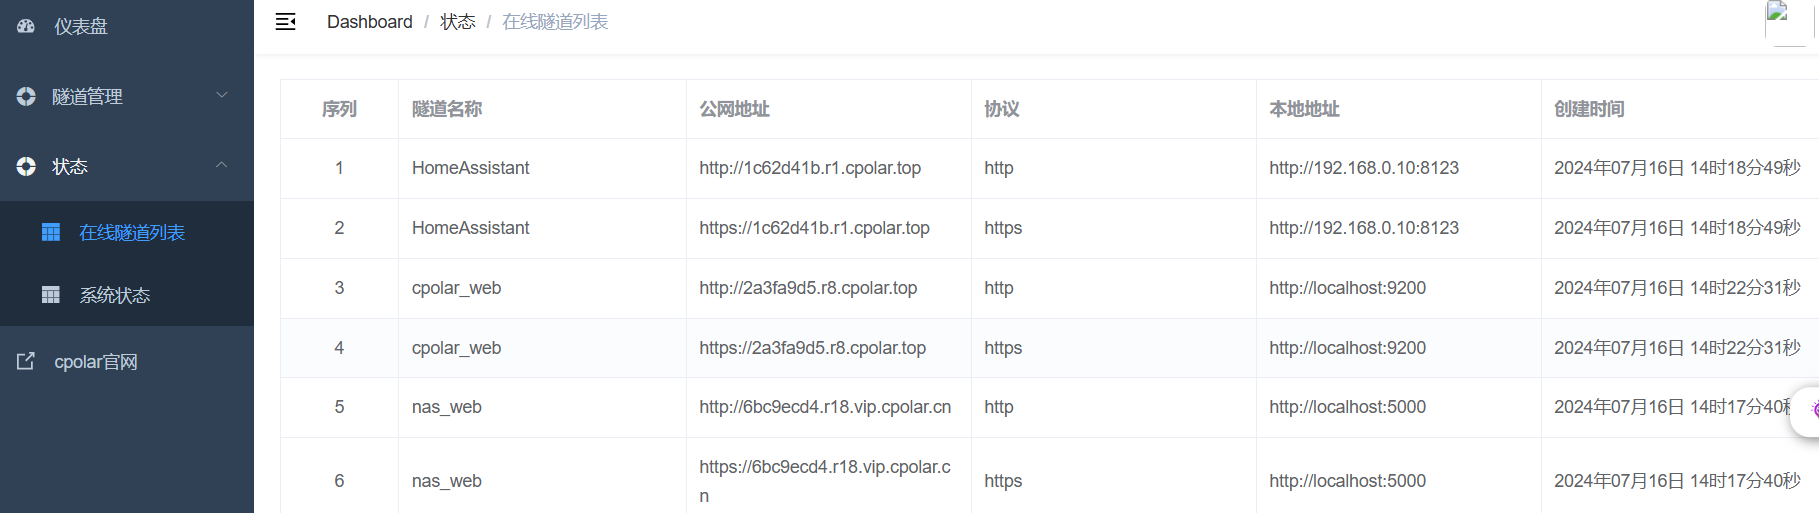 仪表盘
隧道管理
状态
在线隧道列表
系统状态
cpolar官网
Dashboard / 状态 / 在线隧道列表
序列 隧道名称 公网地址 协议 本地地址 创建时间
1 HomeAssistant http://1c62d41b.r1.cpolar.top http http://192.168.0.10:8123 2024年07月16日 14时18分49秒
2 HomeAssistant https://1c62d41b.r1.cpolar.top https http://192.168.0.10:8123 2024年07月16日 14时18分49秒
3 cpolar_web http://2a3fa9d5.r8.cpolar.top http http://localhost:9200 2024年07月16日 14时22分31秒
4 cpolar_web https://2a3fa9d5.r8.cpolar.top https http://localhost:9200 2024年07月16日 14时22分31秒
5 nas_web http://6bc9ecd4.r18.vip.cpolar.cn http http://localhost:5000 2024年07月16日 14时17分40秒
6 nas_web https://6bc9ecd4.r18.vip.cpolar.c https http://localhost:5000 2024年07月16日 14时17分40秒
n